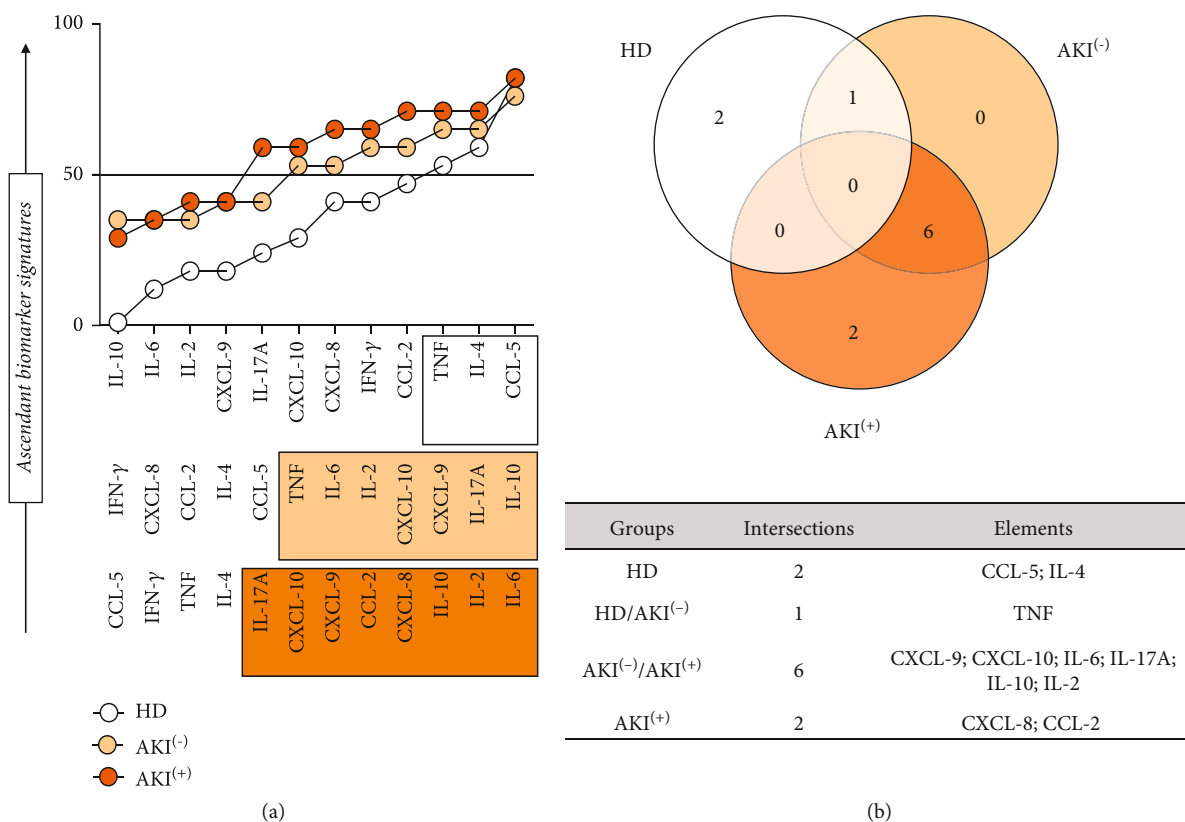 100
50
0
Ascendant biomarker signatures
IL-10 IL-6 IL-2 CXCL-9 IL-17A CXCL-10 CXCL-8 IFN-γ CCL-2 TNF IL-4 CCL-5
IFN-γ CXCL-8 CCL-2 IL-4 CCL-5 TNF IL-6 IL-2 CXCL-10 CXCL-9 IL-17A IL-10
CCL-5 IFN-γ TNF IL-4 IL-17A CXCL-10 CXCL-9 CCL-2 CXCL-8 IL-10 IL-2 IL-6
HD
AKI(-)
AKI(+)
(a)
HD
AKI(-)
2
1
0
0
0
6
2
AKI(+)
Groups Intersections Elements
HD 2 CCL-5; IL-4
HD/AKI(–) 1 TNF
AKI(–)/AKI(+) 6 CXCL-9; CXCL-10; IL-6; IL-17A;
IL-10; IL-2
AKI(+) 2 CXCL-8; CCL-2
(b)